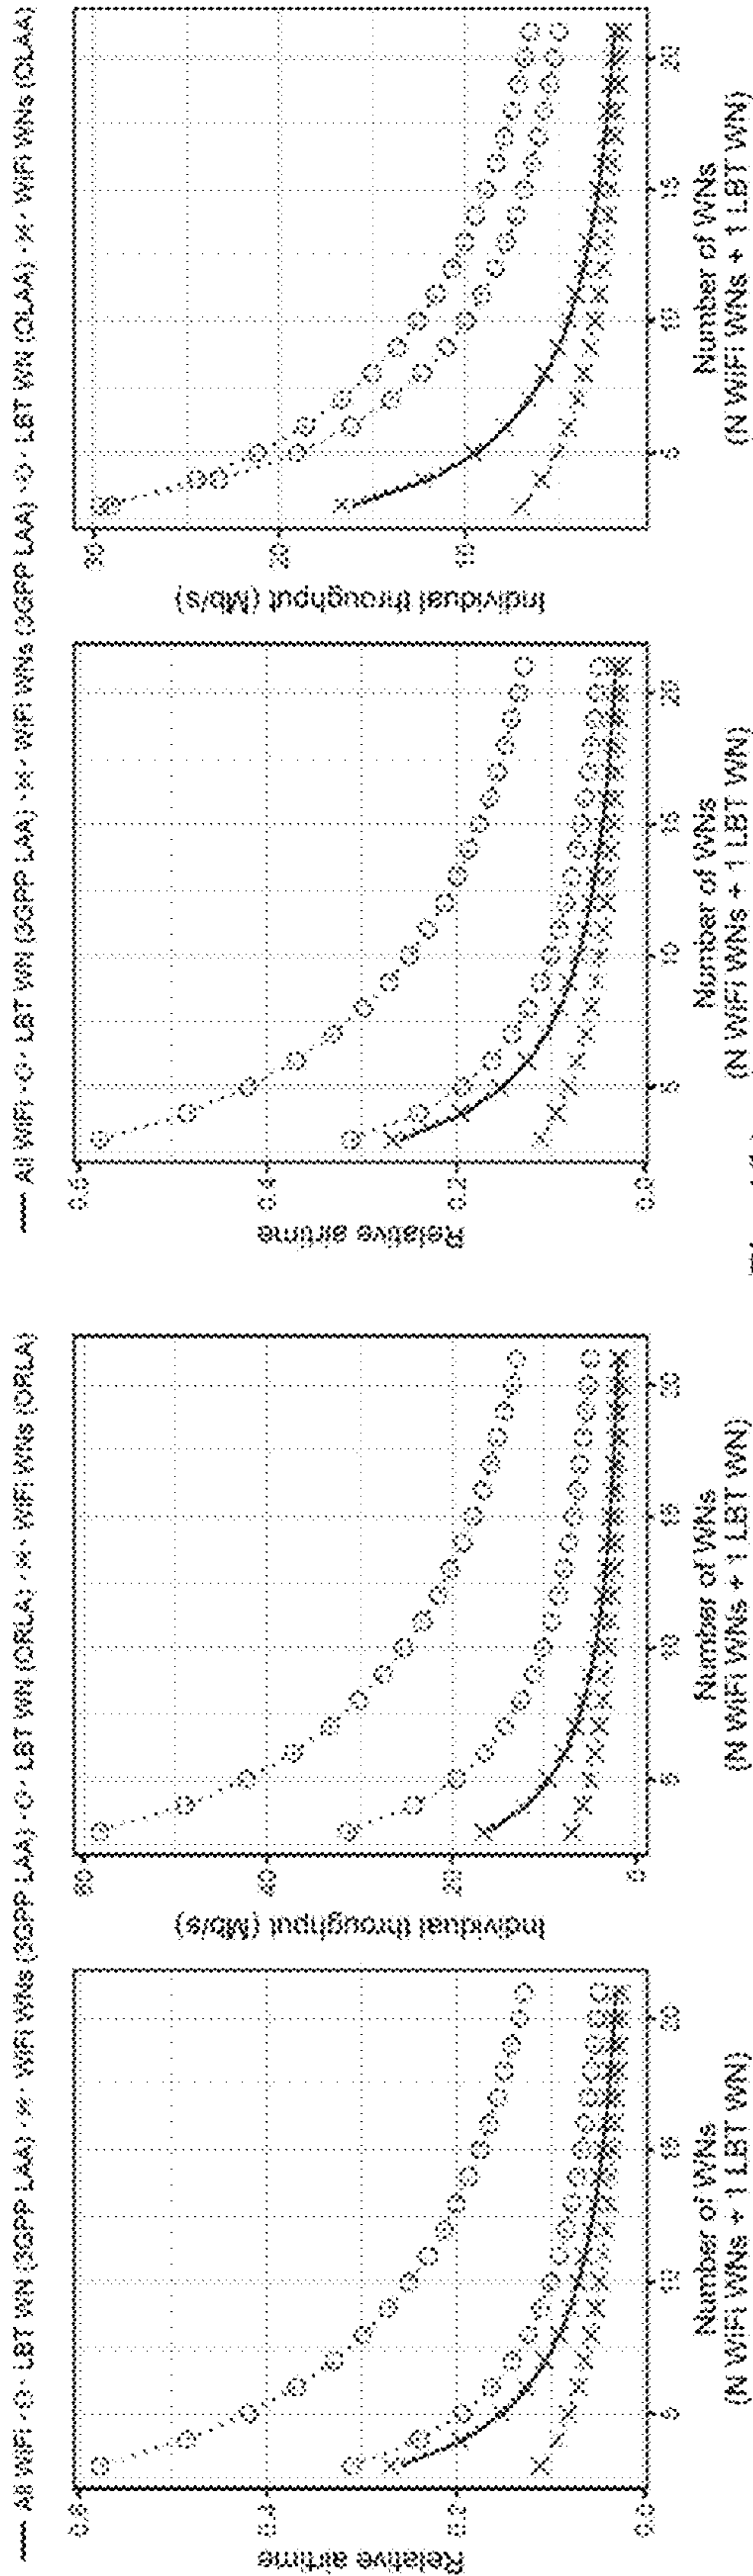 All WiFi LBT WN (3GPP LAA) WiFi WNs (3GPP LAA) LBT WN (ORLA) WiFi WNs (ORLA)
Relative airtime
0.6
0.4
0.2
0.0
5 10 15 20
Number of WNs
(N WiFi WNs + 1 LBT WN)
Individual throughput (Mb/s)
60
40
20
0
5 10 15 20
Number of WNs
(N WiFi WNs + 1 LBT WN)
All WiFi LBT WN (3GPP LAA) WiFi WNs (3GPP LAA) LBT WN (OLAA) WiFi WNs (OLAA)
Relative airtime
0.6
0.4
0.2
0.0
5 10 15 20
Number of WNs
(N WiFi WNs + 1 LBT WN)
Individual throughput (Mb/s)
30
20
10
5 10 15 20
Number of WNs
(N WiFi WNs + 1 LBT WN)